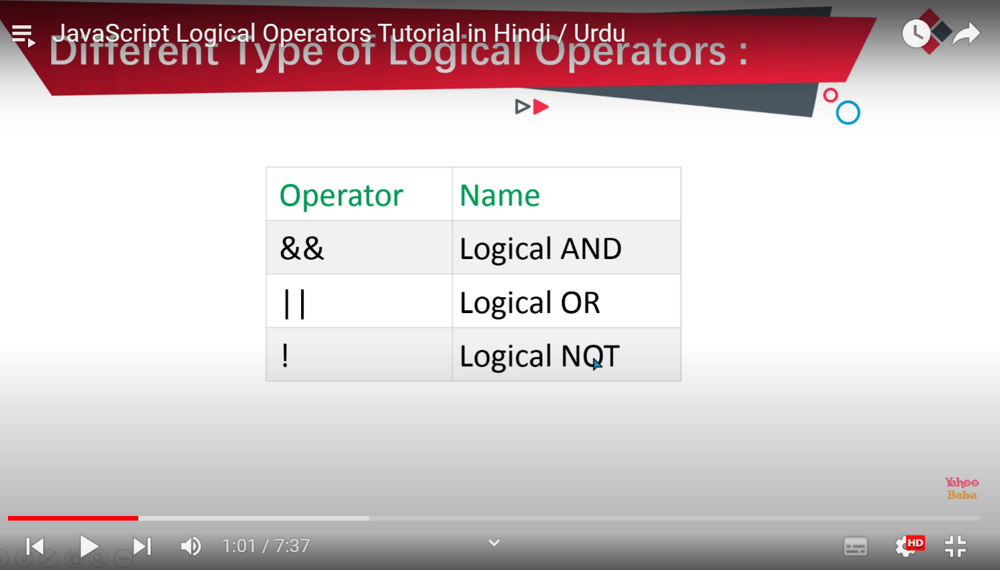 JavaScript Logical Operators Tutorial in Hindi / Urdu
Different Type of Logical Operators :
Operator Name
&& Logical AND
|| Logical OR
! Logical NOT
Yahoo
Baba
1:01 / 7:37
HD